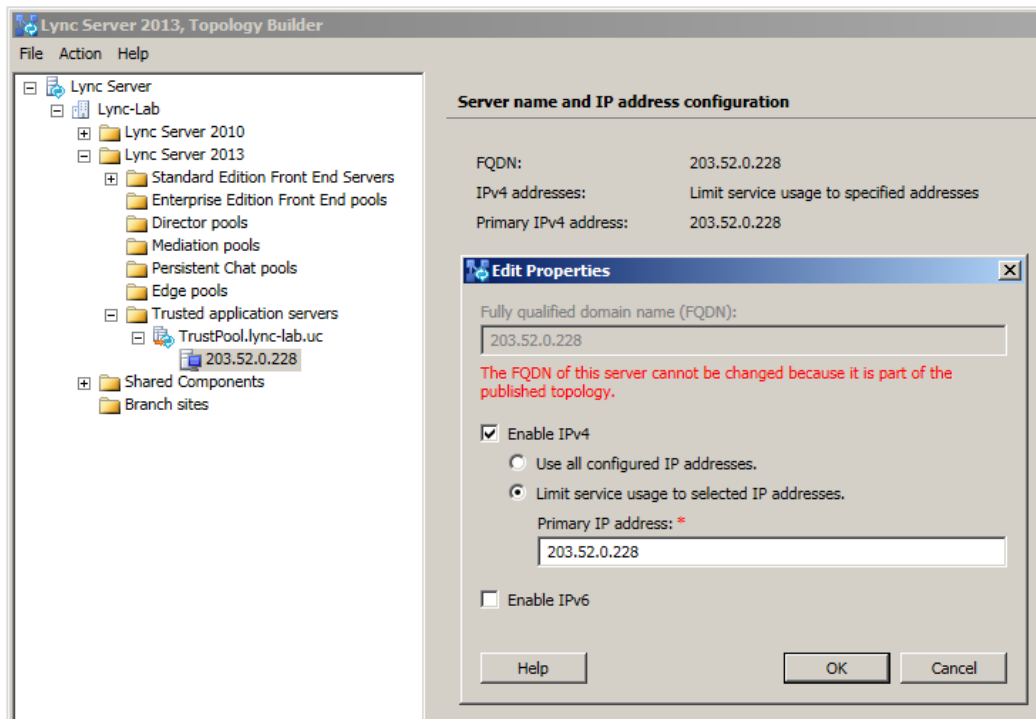 Lync Server 2013, Topology Builder
File Action Help
Lync Server
Lync-Lab
Lync Server 2010
Lync Server 2013
Standard Edition Front End Servers
Enterprise Edition Front End pools
Director pools
Mediation pools
Persistent Chat pools
Edge pools
Trusted application servers
TrustPool.lync-lab.uc
203.52.0.228
Shared Components
Branch sites
Server name and IP address configuration
FQDN: 203.52.0.228
IPv4 addresses: Limit service usage to specified addresses
Primary IPv4 address: 203.52.0.228
Edit Properties
Fully qualified domain name (FQDN):
203.52.0.228
The FQDN of this server cannot be changed because it is part of the
published topology.
Enable IPv4
Use all configured IP addresses.
Limit service usage to selected IP addresses.
Primary IP address: *
203.52.0.228
Enable IPv6
Help OK Cancel